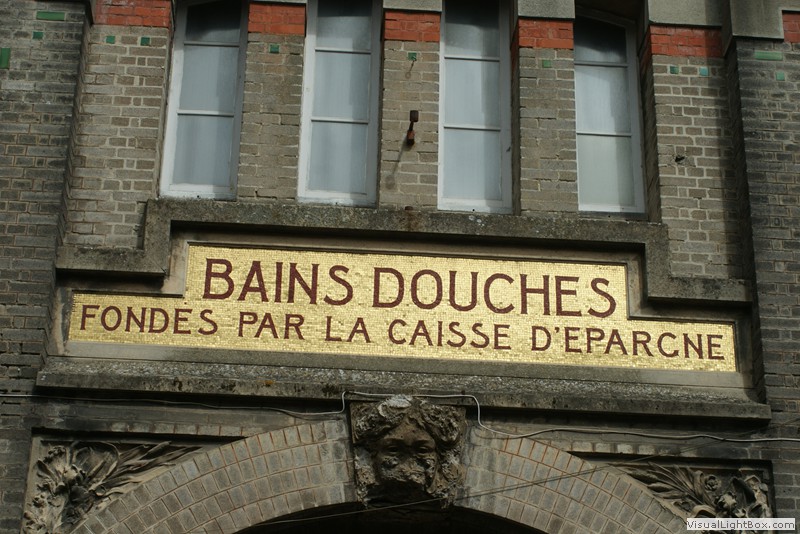 BAINS DOUCHES
FONDES PAR LA CAISSE D'EPARGNE
VisualLightBox.com